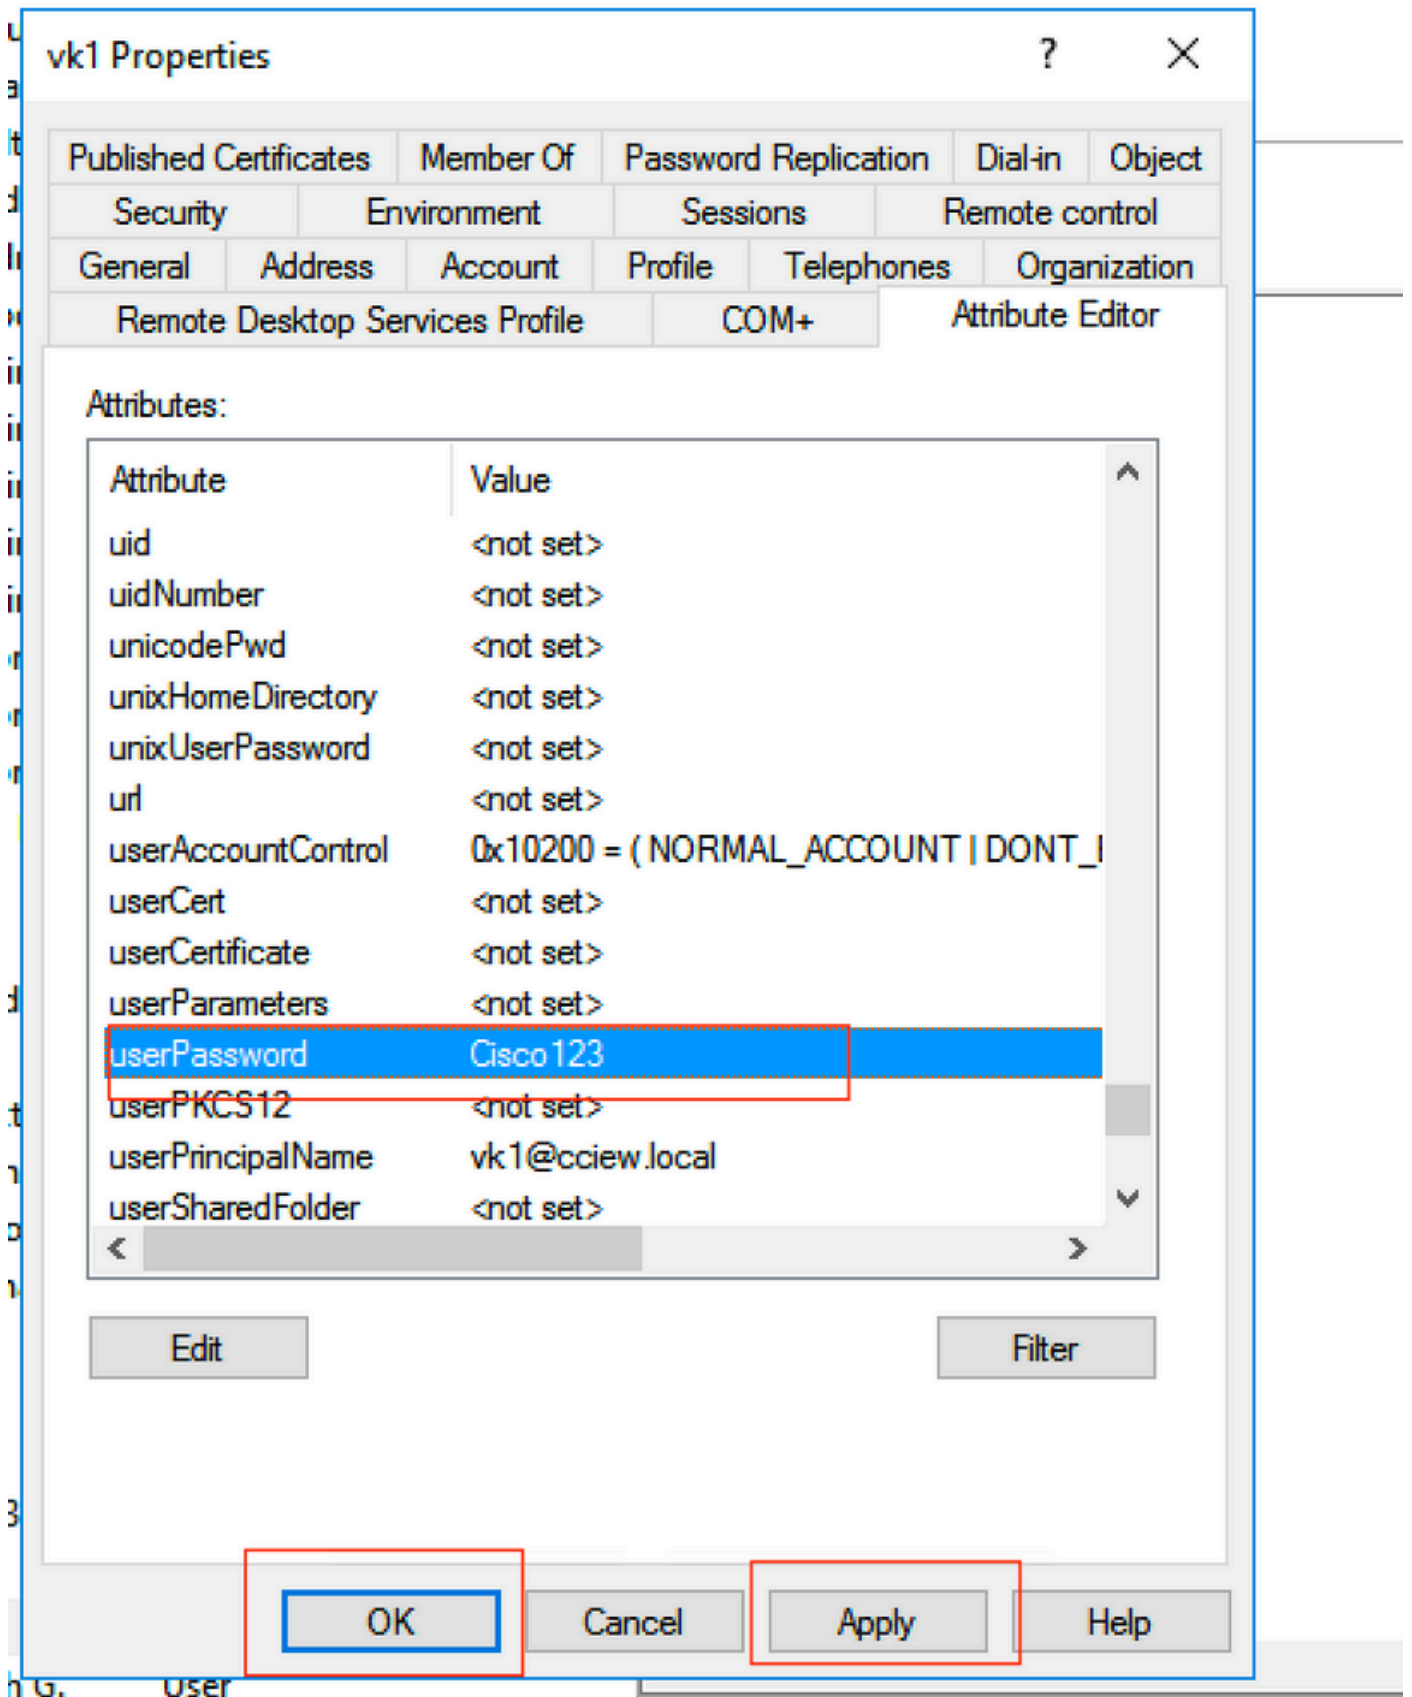 vk1 Properties ?
Published Certificates Member Of Password Replication Dial-in Object
Security Environment Sessions Remote control
General Address Account Profile Telephones Organization
Remote Desktop Services Profile COM+ Attribute Editor
Attributes:
Attribute Value
uid <not set>
uidNumber <not set>
unicodePwd <not set>
unixHomeDirectory <not set>
unixUserPassword <not set>
url <not set>
userAccountControl 0x10200 = ( NORMAL_ACCOUNT | DONT_
userCert <not set>
userCertificate <not set>
userParameters <not set>
userPassword Cisco123
userPKCS12 <not set>
userPrincipalName vk1@cciew.local
userSharedFolder <not set>
Edit Filter
OK Cancel Apply Help
G. User